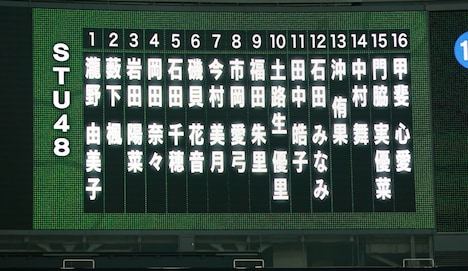 STU48
1 2 3 4 5 6 7 8 9 10 11 12 13 14 15 16
瀧野 由美子
薮下 楓
岩田 陽菜
岡田 奈々
石田 千穂
磯貝 花音
今村 美月
市岡 愛弓
福田 朱里
土路生 優里
田中 皓子
石田 みなみ
沖 侑果
中村 舞
門脇 実優菜
甲斐 心愛
1